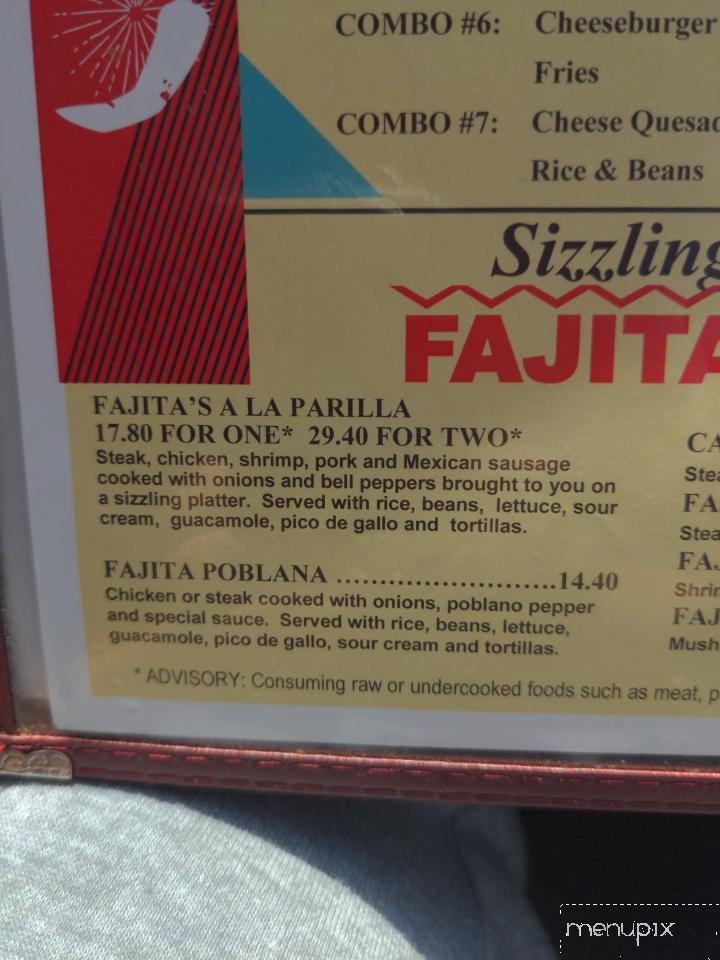 COMBO #6: Cheeseburger
Fries
COMBO #7: Cheese
Rice & Beans
Sizzling
FAJITA'S A LA PARILLA
17.80 FOR ONE* 29.40 FOR TWO*
Steak, chicken, shrimp, pork and Mexican sausage
cooked with onions and bell peppers brought to you on
a sizzling platter. Served with rice, beans, lettuce, sour
cream, guacamole, pico de gallo and tortillas.
FAJITA POBLANA ..........................14.40
Chicken or steak cooked with onions, poblano pepper
and special sauce. Served with rice, beans, lettuce,
guacamole, pico de gallo, sour cream and tortillas.
* ADVISORY: Consuming raw or undercooked foods such as meat,
menupix